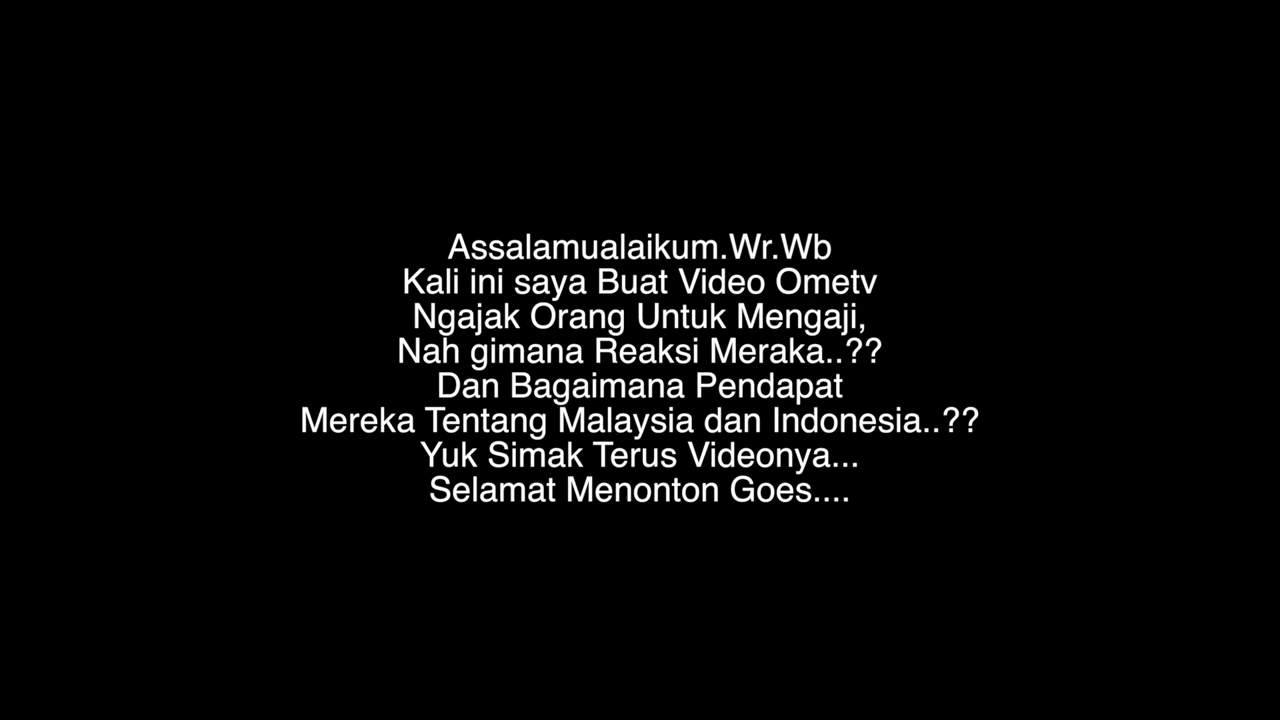 Assalamualaikum.Wr.Wb
Kali ini saya Buat Video Ometv
Ngajak Orang Untuk Mengaji,
Nah gimana Reaksi Meraka..??
Dan Bagaimana Pendapat
Mereka Tentang Malaysia dan Indonesia..??
Yuk Simak Terus Videonya...
Selamat Menonton Goes....